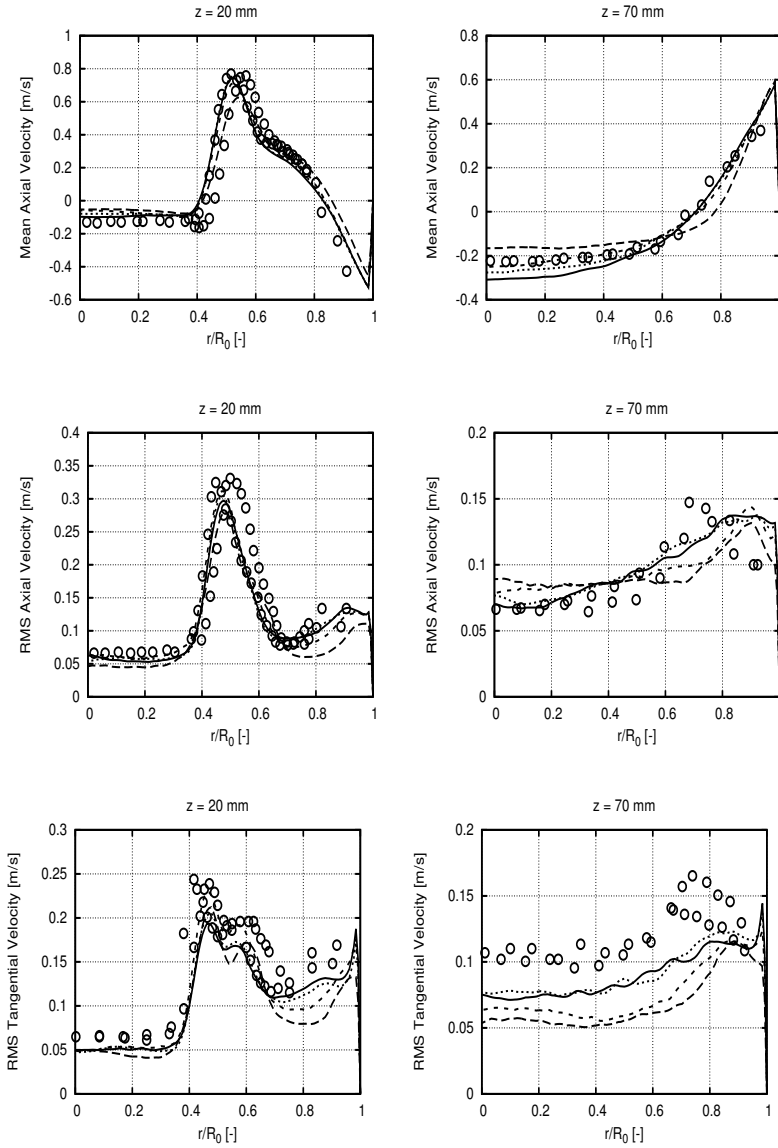 z = 20 mm
Mean Axial Velocity [m/s]
1
0.8
0.6
0.4
0.2
0
-0.2
-0.4
-0.6
0 0.2 0.4 0.6 0.8 1
r/R0 [-]
z = 70 mm
Mean Axial Velocity [m/s]
0.8
0.6
0.4
0.2
0
-0.2
-0.4
0 0.2 0.4 0.6 0.8 1
r/R0 [-]
z = 20 mm
RMS Axial Velocity [m/s]
0.4
0.35
0.3
0.25
0.2
0.15
0.1
0.05
0
0 0.2 0.4 0.6 0.8 1
r/R0 [-]
z = 70 mm
RMS Axial Velocity [m/s]
0.2
0.15
0.1
0.05
0
0 0.2 0.4 0.6 0.8 1
r/R0 [-]
z = 20 mm
RMS Tangential Velocity [m/s]
0.3
0.25
0.2
0.15
0.1
0.05
0
0 0.2 0.4 0.6 0.8 1
r/R0 [-]
z = 70 mm
RMS Tangential Velocity [m/s]
0.2
0.15
0.1
0.05
0
0 0.2 0.4 0.6 0.8 1
r/R0 [-]